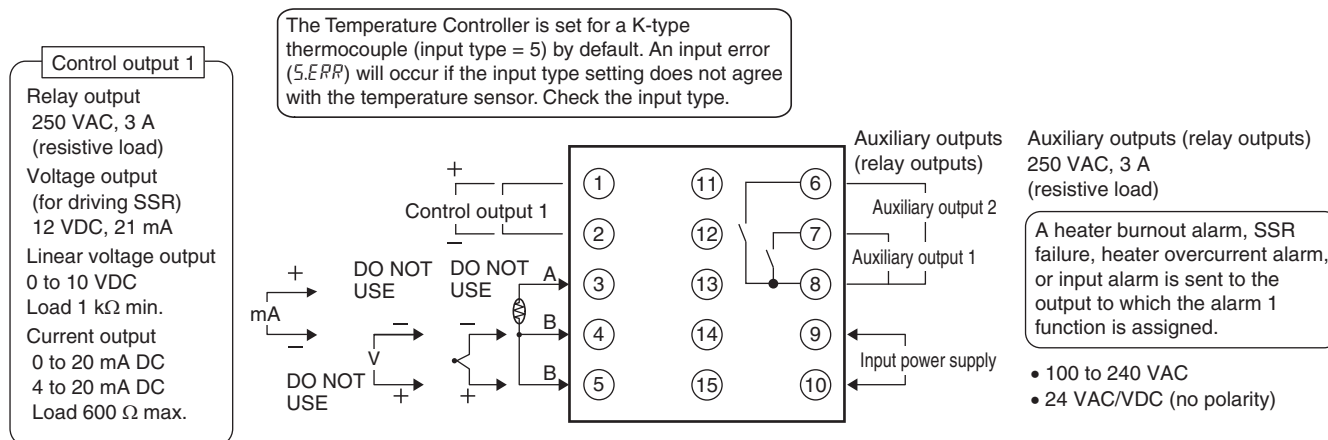 The Temperature Controller is set for a K-type
thermocouple (input type = 5) by default. An input error
(S.ERR) will occur if the input type setting does not agree
with the temperature sensor. Check the input type.
Control output 1
Relay output
250 VAC, 3 A
(resistive load)
Voltage output
(for driving SSR)
12 VDC, 21 mA
Linear voltage output
0 to 10 VDC
Load 1 kΩ min.
Current output
0 to 20 mA DC
4 to 20 mA DC
Load 600 Ω max.
+
mA
−
DO NOT
USE
−
V
+
DO NOT
USE
+
Control output 1
−
DO NOT
USE
−
+
A
B
B
1
2
3
4
5
11
12
13
14
15
6
7
8
9
10
Auxiliary outputs
(relay outputs)
Auxiliary output 2
Auxiliary output 1
Input power supply
Auxiliary outputs (relay outputs)
250 VAC, 3 A
(resistive load)
A heater burnout alarm, SSR
failure, heater overcurrent alarm,
or input alarm is sent to the
output to which the alarm 1
function is assigned.
• 100 to 240 VAC
• 24 VAC/VDC (no polarity)